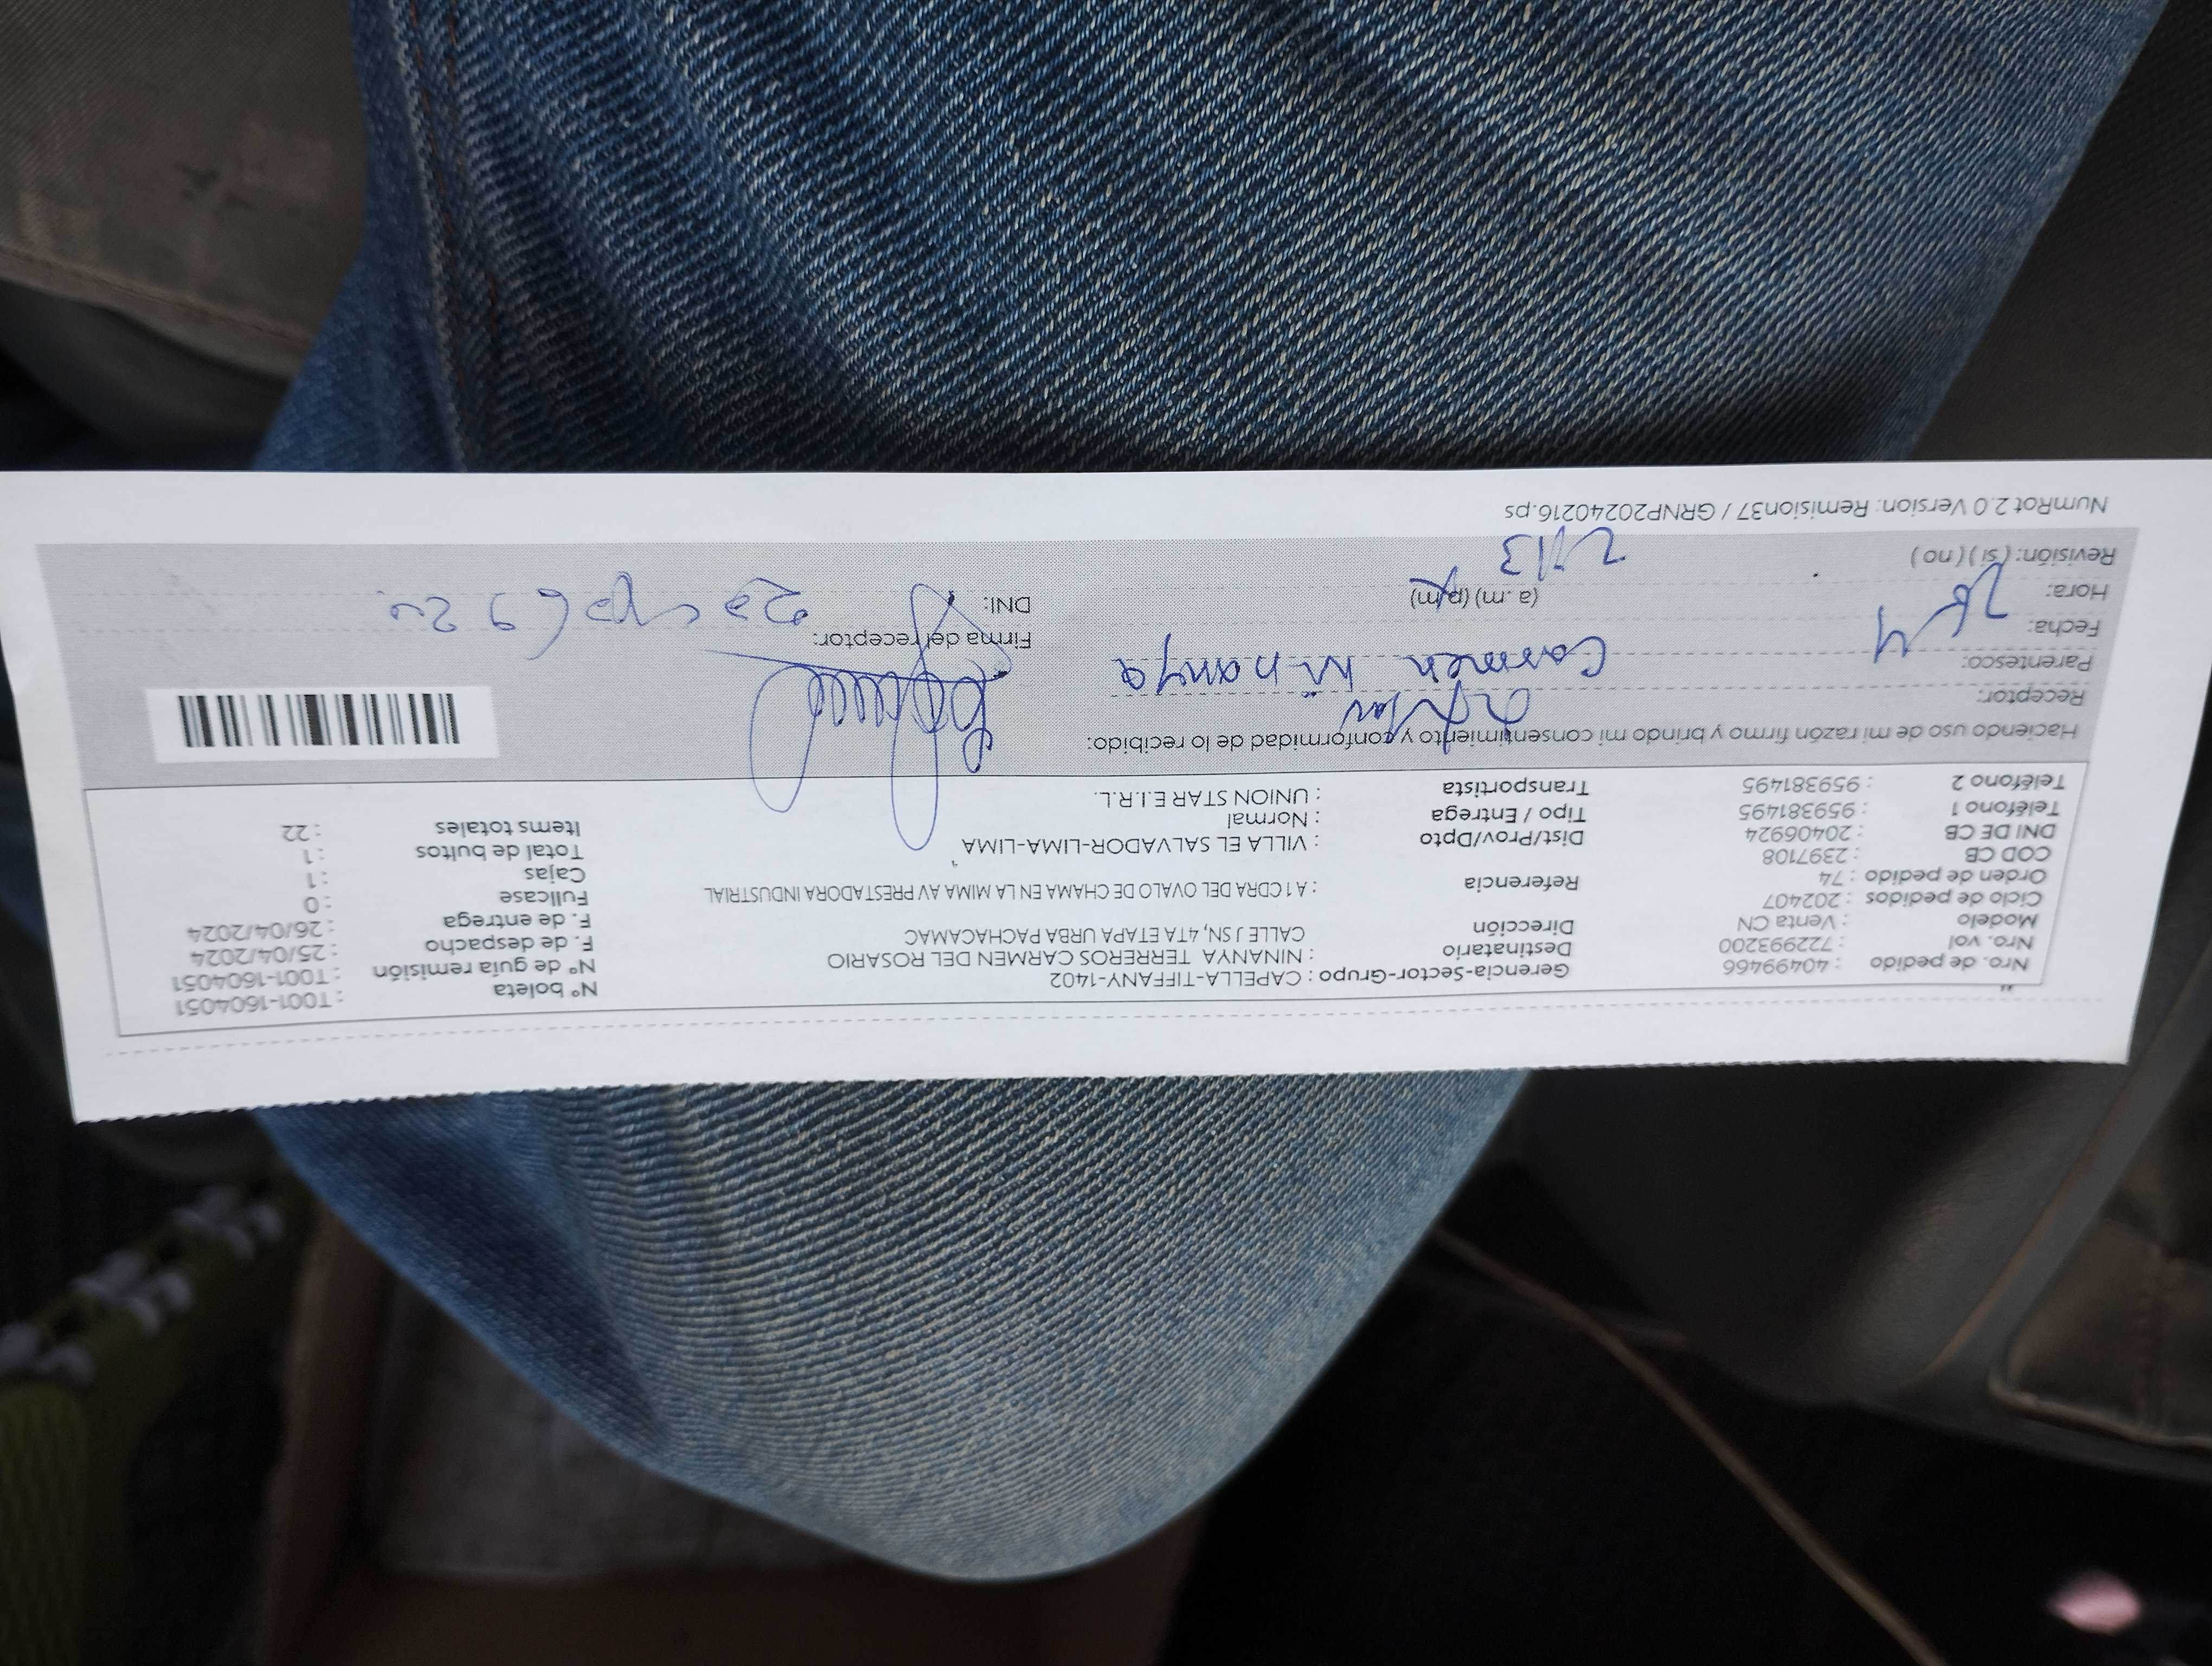 Nro. de pedido : 40499466
Nro. vol : 722993200
Modelo : Venta CN
Ciclo de pedidos : 202407
Orden de pedido : 74
COD CB : 2397108
DNI DE CB : 20406924
Teléfono 1 : 959381495
Teléfono 2 : 959381495
Gerencia-Sector-Grupo : CAPELLA-TIFFANY-1402
Destinatario : NINANYA TERREROS CARMEN DEL ROSARIO
Dirección CALLE J SN, 4TA ETAPA URBA PACHACAMAC
Referencia : A 1 CDRA DEL OVALO DE CHAMA EN LA MIMA AV PRESTADORA INDUSTRIAL
Dist/Prov/Dpto : VILLA EL SALVADOR-LIMA-LIMA
Tipo / Entrega : Normal
Transportista : UNION STAR E.I.R.L.
Nº boleta : T001-1604051
Nº de guía remisión : T001-1604051
F. de despacho : 25/04/2024
F. de entrega : 26/04/2024
Fullcase : 0
Cajas : 1
Total de bultos : 1
Items totales : 22
Haciendo uso de mi razón firmo y brindo mi consentimiento y conformidad de lo recibido:
Receptor:
Parentesco: Carmen Ninanya
Fecha: 26 4
Hora: (a.m) (p.m)
Revisión: (si) (no)
Firma del receptor:
DNI:
NumRot 2.0 Version: Remision37 / GRNP20240216.ps